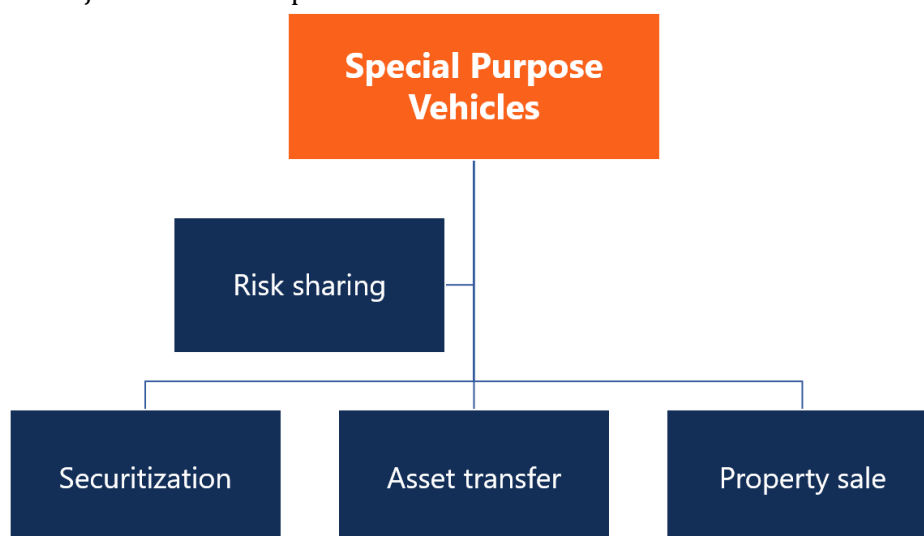 Special Purpose
Vehicles
Risk sharing
Securitization
Asset transfer
Property sale